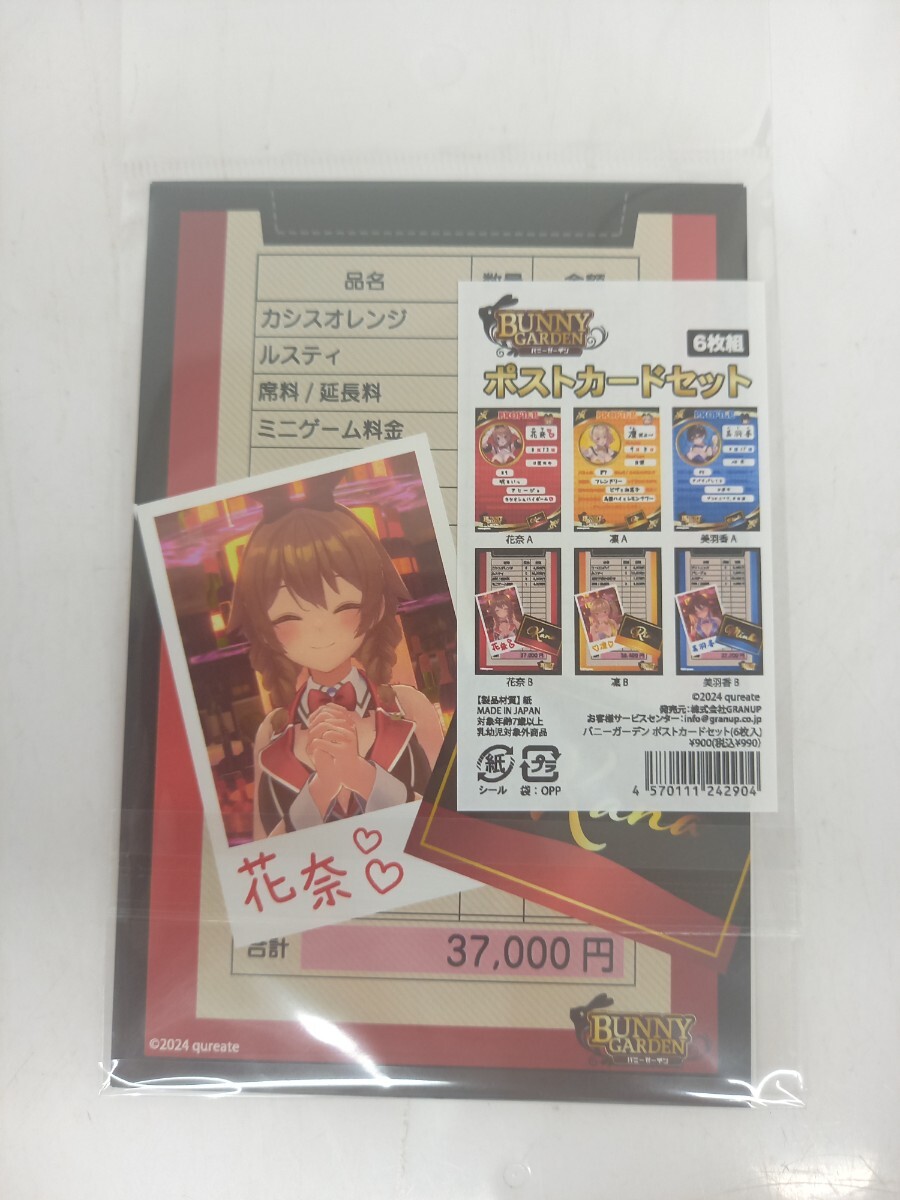 品名
カシスオレンジ
ルスティ
席料 / 延長料
ミニゲーム料金
花奈
合計
37,000 円
©2024 qureate
BUNNY
GARDEN
バニーガーデン
Kana
BUNNY
GARDEN
バニーガーデン
6枚組
ポストカードセット
花奈 A
凛 A
美羽香 A
花奈 B
凛 B
美羽香 B
【製品材質】紙
MADE IN JAPAN
対象年齢7歳以上
乳幼児対象外商品
©2024 qureate
発売元：株式会社GRANUP
お客様サービスセンター：info@granup.co.jp
バニーガーデン ポストカードセット(6枚入)
¥900(税込¥990)
紙
シール
プラ
袋：OPP
4 570111 242904